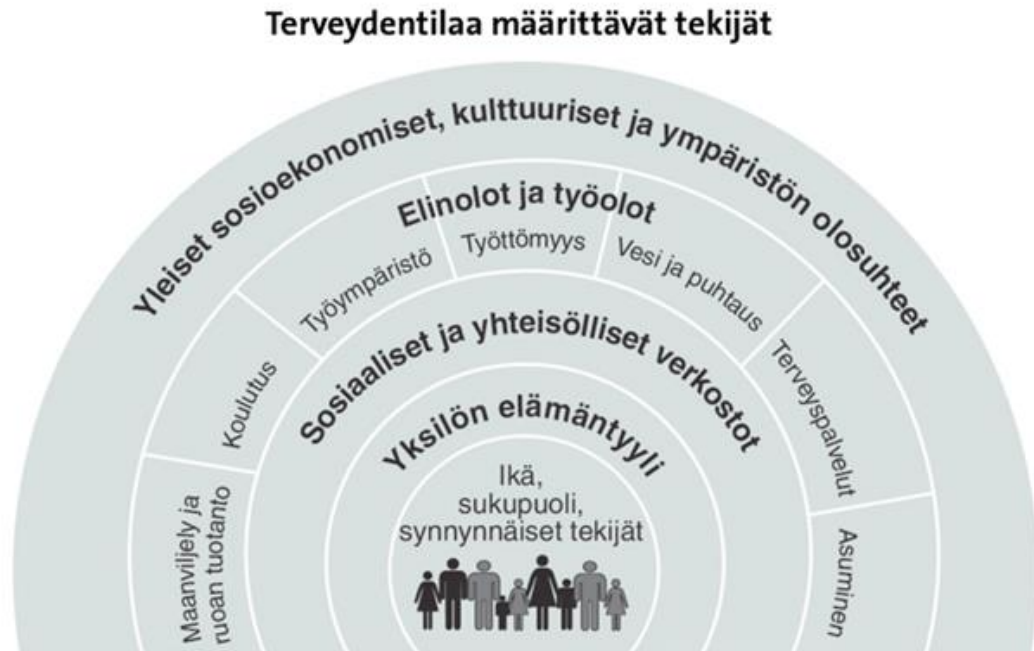 Terveydentilaa määrittävät tekijät
Yleiset sosioekonomiset, kulttuuriset ja ympäristön olosuhteet
Elinolot ja työolot
Maanviljely ja
ruoan tuotanto
Koulutus
Työympäristö
Työttömyys
Vesi ja puhtaus
Terveyspalvelut
Asuminen
Sosiaaliset ja yhteisölliset verkostot
Yksilön elämäntyyli
Ikä,
sukupuoli,
synnynnäiset tekijät